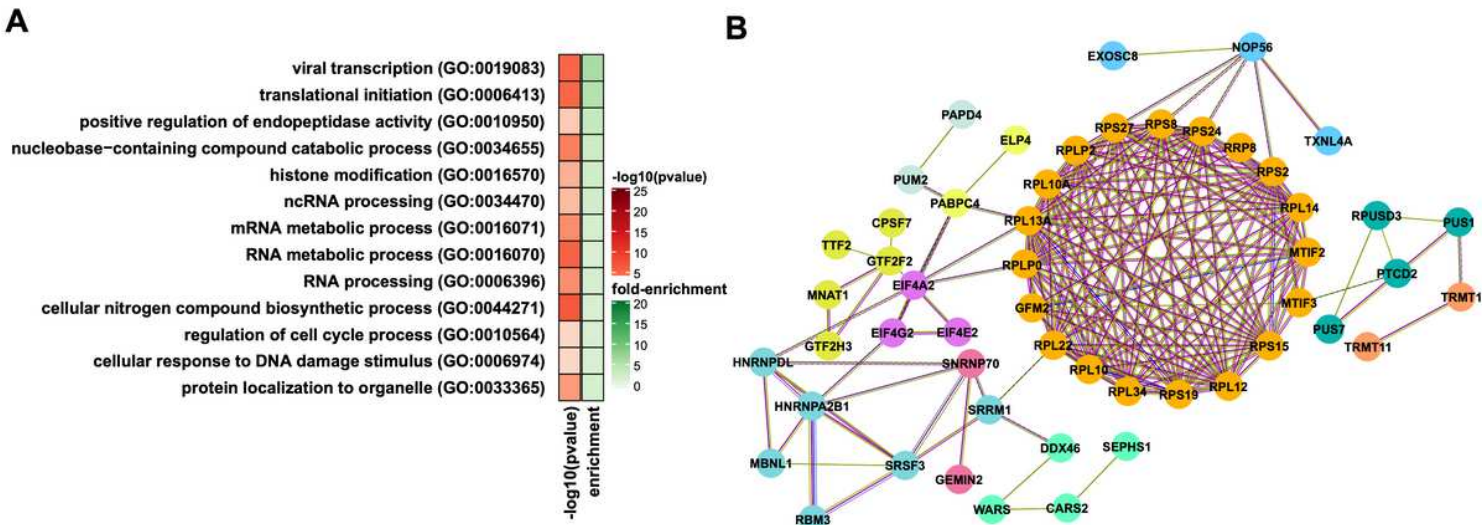 A
viral transcription (GO:0019083)
translational initiation (GO:0006413)
positive regulation of endopeptidase activity (GO:0010950)
nucleobase−containing compound catabolic process (GO:0034655)
histone modification (GO:0016570)
ncRNA processing (GO:0034470)
mRNA metabolic process (GO:0016071)
RNA metabolic process (GO:0016070)
RNA processing (GO:0006396)
cellular nitrogen compound biosynthetic process (GO:0044271)
regulation of cell cycle process (GO:0010564)
cellular response to DNA damage stimulus (GO:0006974)
protein localization to organelle (GO:0033365)
-log10(pvalue)
enrichment
-log10(pvalue)
25
20
15
10
5
fold-enrichment
20
15
10
5
0
B
EXOSC8
NOP56
TXNL4A
PAPD4
ELP4
PUM2
PABPC4
RPS27
RPS8
RPS24
RRP8
RPS2
RPLP2
RPL10A
RPL13A
RPL14
RPLP0
MTIF2
GFM2
MTIF3
RPL22
RPS15
RPL10
RPL34
RPS19
RPL12
RPUSD3
PUS1
PTCD2
PUS7
TRMT1
TRMT11
CPSF7
TTF2
GTF2F2
MNAT1
GTF2H3
EIF4A2
EIF4G2
EIF4E2
HNRNPDL
SNRNP70
HNRNPA2B1
SRRM1
MBNL1
SRSF3
GEMIN2
RBM3
DDX46
SEPHS1
WARS
CARS2